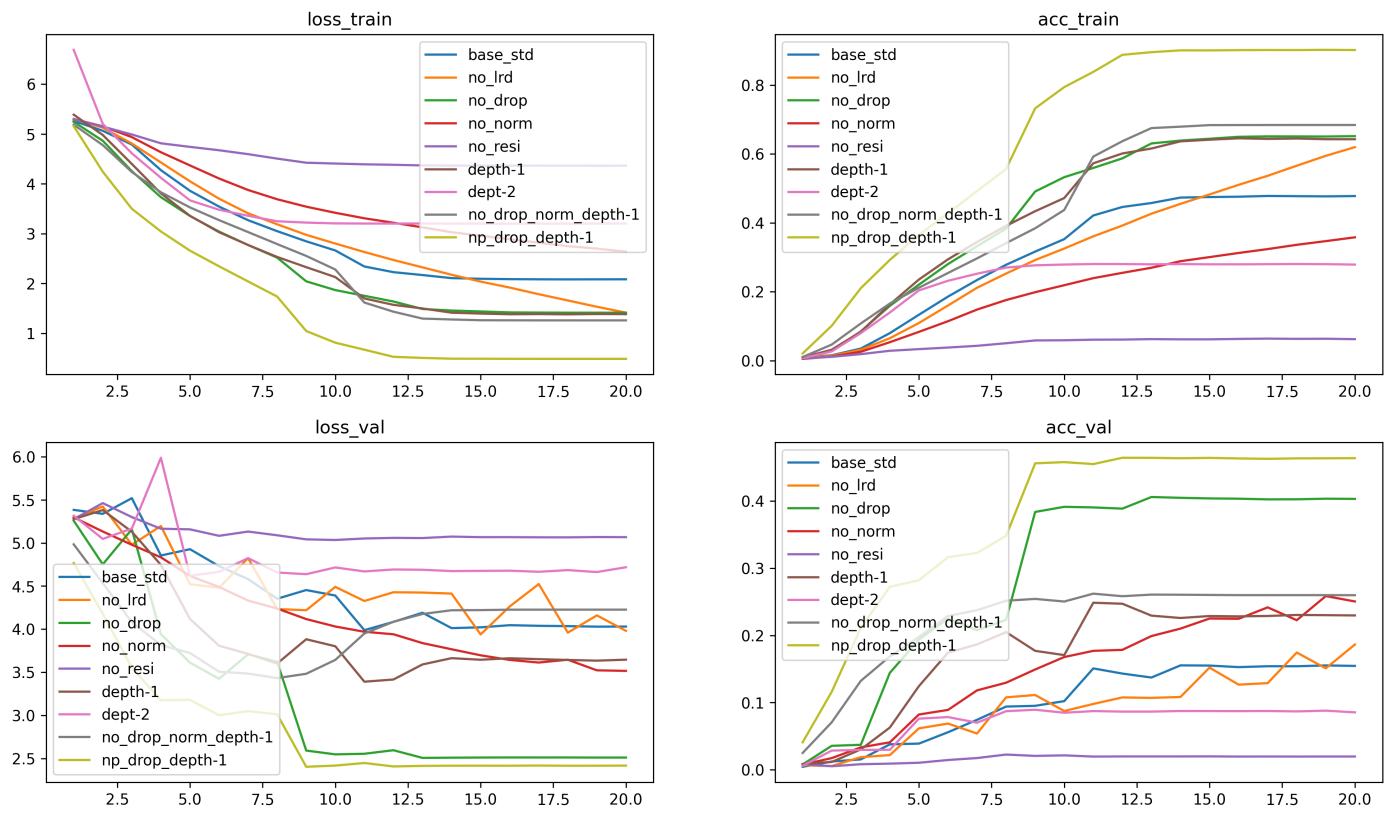 loss_train
6
5
4
3
2
1
2.5 5.0 7.5 10.0 12.5 15.0 17.5 20.0
base_std
no_lrd
no_drop
no_norm
no_resi
depth-1
dept-2
no_drop_norm_depth-1
np_drop_depth-1
acc_train
0.8
0.6
0.4
0.2
0.0
2.5 5.0 7.5 10.0 12.5 15.0 17.5 20.0
base_std
no_lrd
no_drop
no_norm
no_resi
depth-1
dept-2
no_drop_norm_depth-1
np_drop_depth-1
loss_val
6.0
5.5
5.0
4.5
4.0
3.5
3.0
2.5
2.5 5.0 7.5 10.0 12.5 15.0 17.5 20.0
base_std
no_lrd
no_drop
no_norm
no_resi
depth-1
dept-2
no_drop_norm_depth-1
np_drop_depth-1
acc_val
0.4
0.3
0.2
0.1
0.0
2.5 5.0 7.5 10.0 12.5 15.0 17.5 20.0
base_std
no_lrd
no_drop
no_norm
no_resi
depth-1
dept-2
no_drop_norm_depth-1
np_drop_depth-1